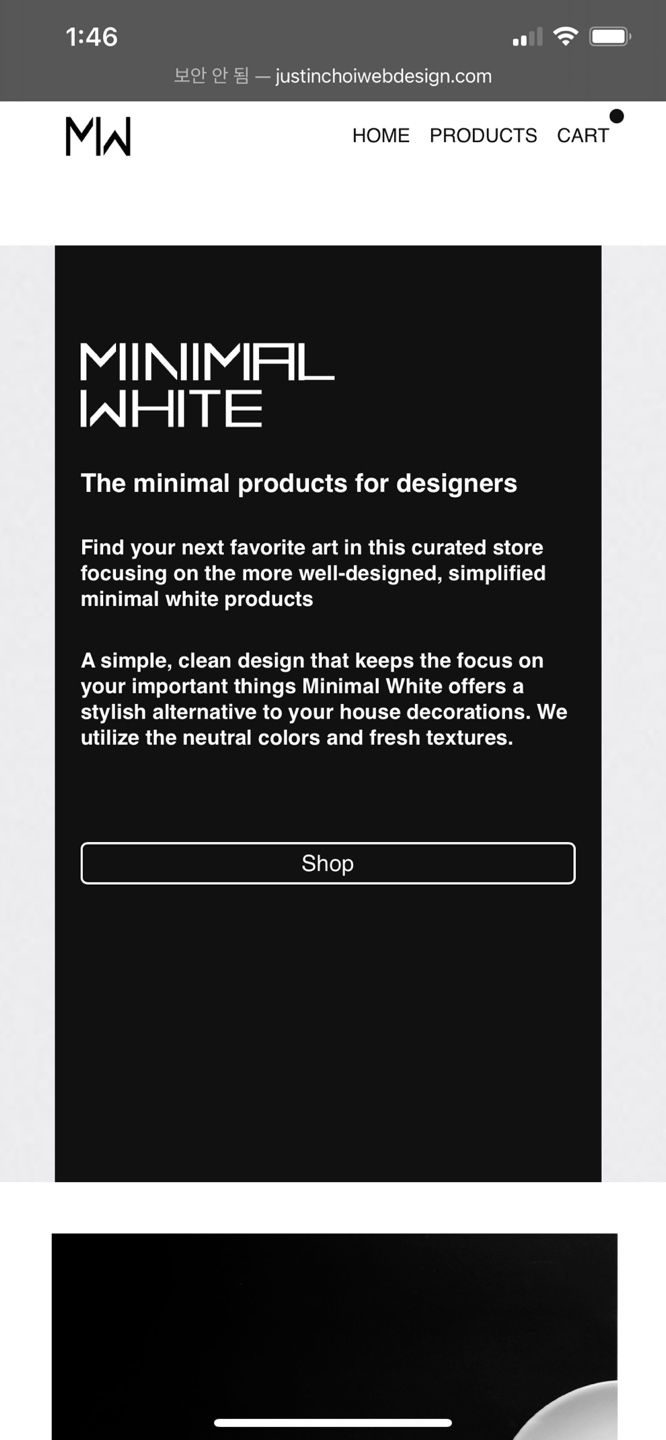 1:46
보안 안 됨 — justinchoiwebdesign.com
MW
HOME PRODUCTS CART
MINIMAL
WHITE
The minimal products for designers
Find your next favorite art in this curated store
focusing on the more well-designed, simplified
minimal white products
A simple, clean design that keeps the focus on
your important things Minimal White offers a
stylish alternative to your house decorations. We
utilize the neutral colors and fresh textures.
Shop